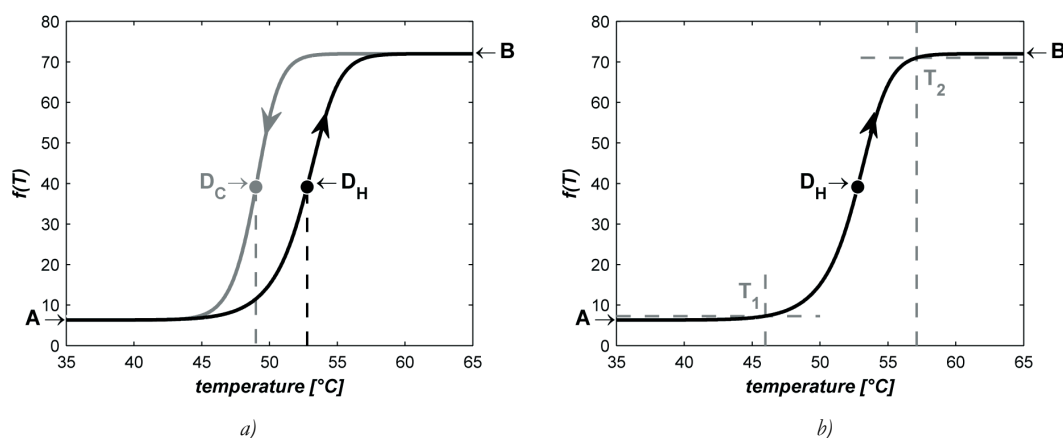 80
70
60
50
40
30
20
10
0
f(T)
A→
←B
D_C→
←D_H
35 40 45 50 55 60 65
temperature [°C]
a)
80
70
60
50
40
30
20
10
0
f(T)
A→
←B
D_H→
T_1
T_2
35 40 45 50 55 60 65
temperature [°C]
b)